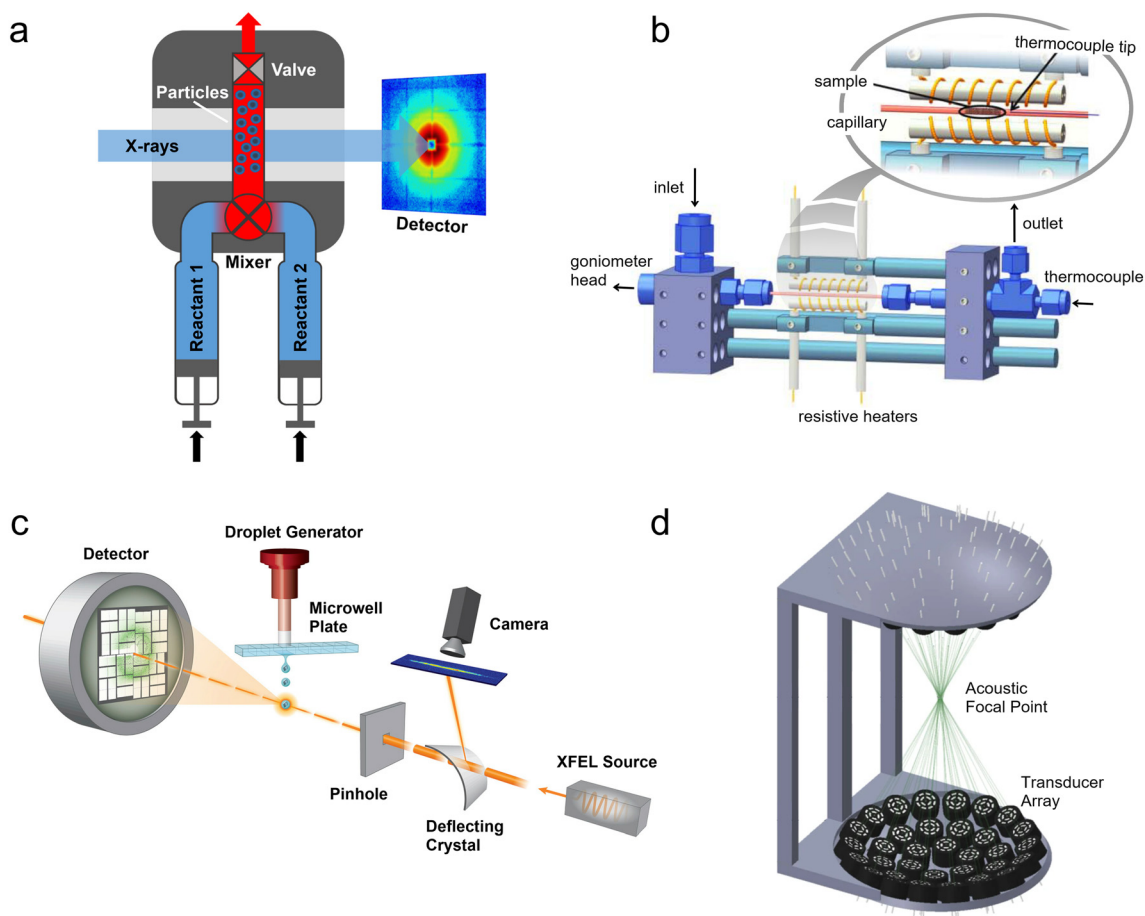 a
Valve
Particles
X-rays
Detector
Mixer
Reactant 1
Reactant 2
b
thermocouple tip
sample
capillary
inlet
outlet
goniometer
head
thermocouple
resistive heaters
c
Droplet Generator
Detector
Microwell
Plate
Camera
XFEL Source
Pinhole
Deflecting
Crystal
d
Acoustic
Focal Point
Transducer
Array